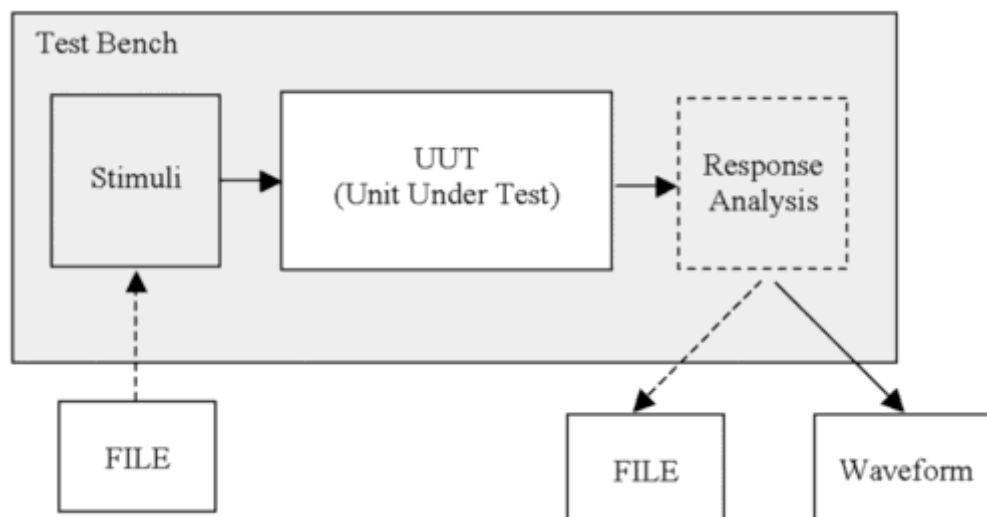 Test Bench
Stimuli
UUT
(Unit Under Test)
Response
Analysis
FILE
FILE
Waveform